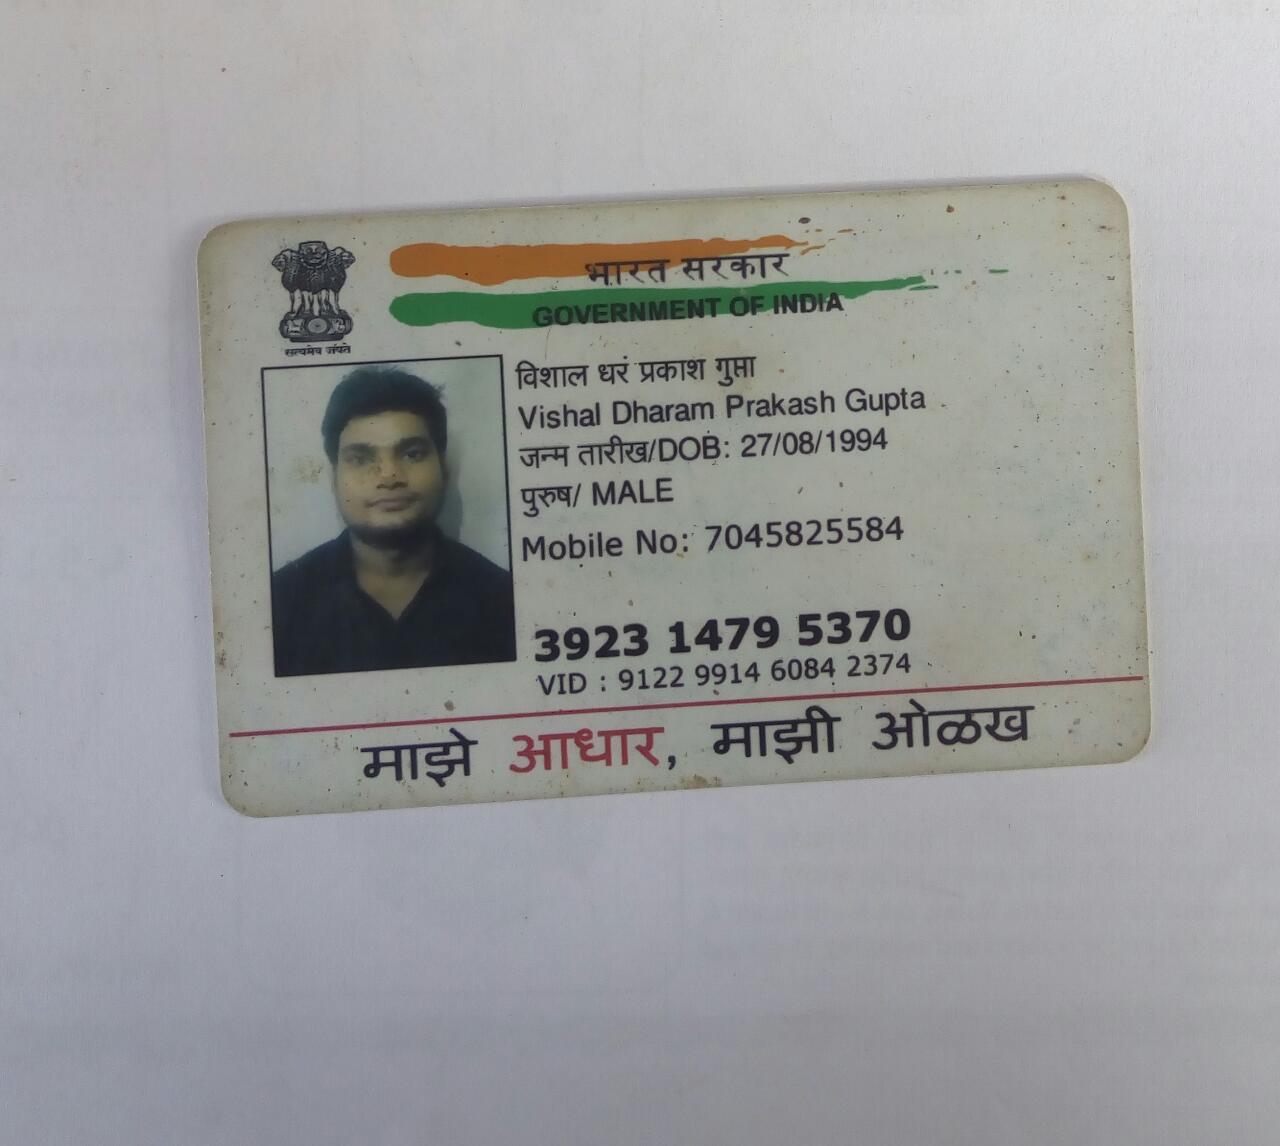 भारत सरकार
GOVERNMENT OF INDIA
सत्यमेव जयते
विशाल धरं प्रकाश गुप्ता
Vishal Dharam Prakash Gupta
जन्म तारीख/DOB: 27/08/1994
पुरुष/ MALE
Mobile No: 7045825584
3923 1479 5370
VID : 9122 9914 6084 2374
माझे आधार, माझी ओळख